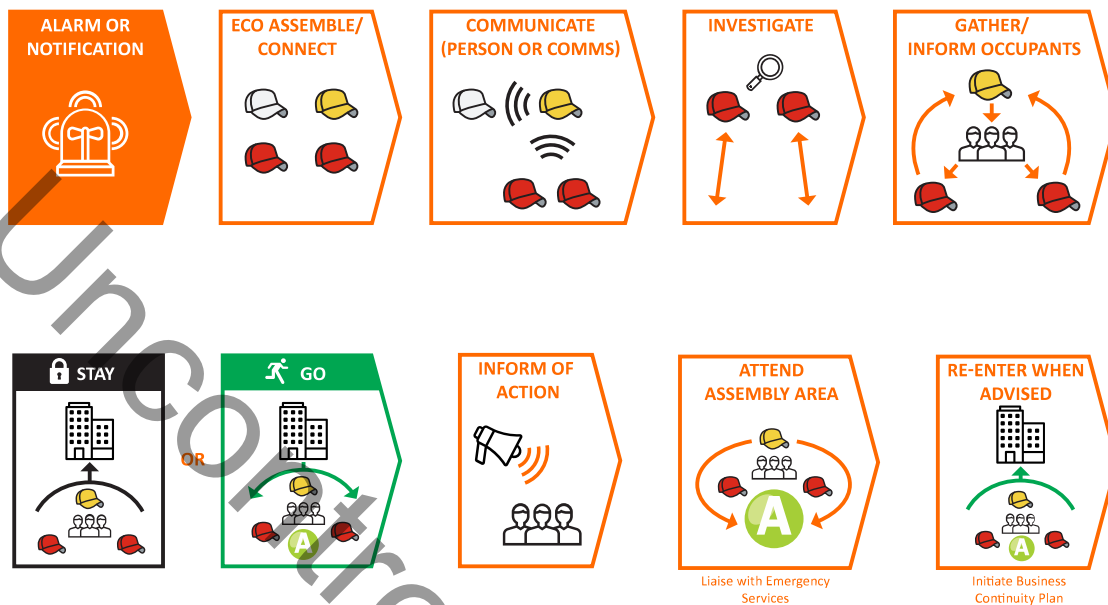 ALARM OR
NOTIFICATION
ECO ASSEMBLE/
CONNECT
COMMUNICATE
(PERSON OR COMMS)
INVESTIGATE
GATHER/
INFORM OCCUPANTS
STAY
OR
GO
A
INFORM OF
ACTION
ATTEND
ASSEMBLY AREA
A
Liaise with Emergency
Services
RE-ENTER WHEN
ADVISED
A
Initiate Business
Continuity Plan
Uncontro